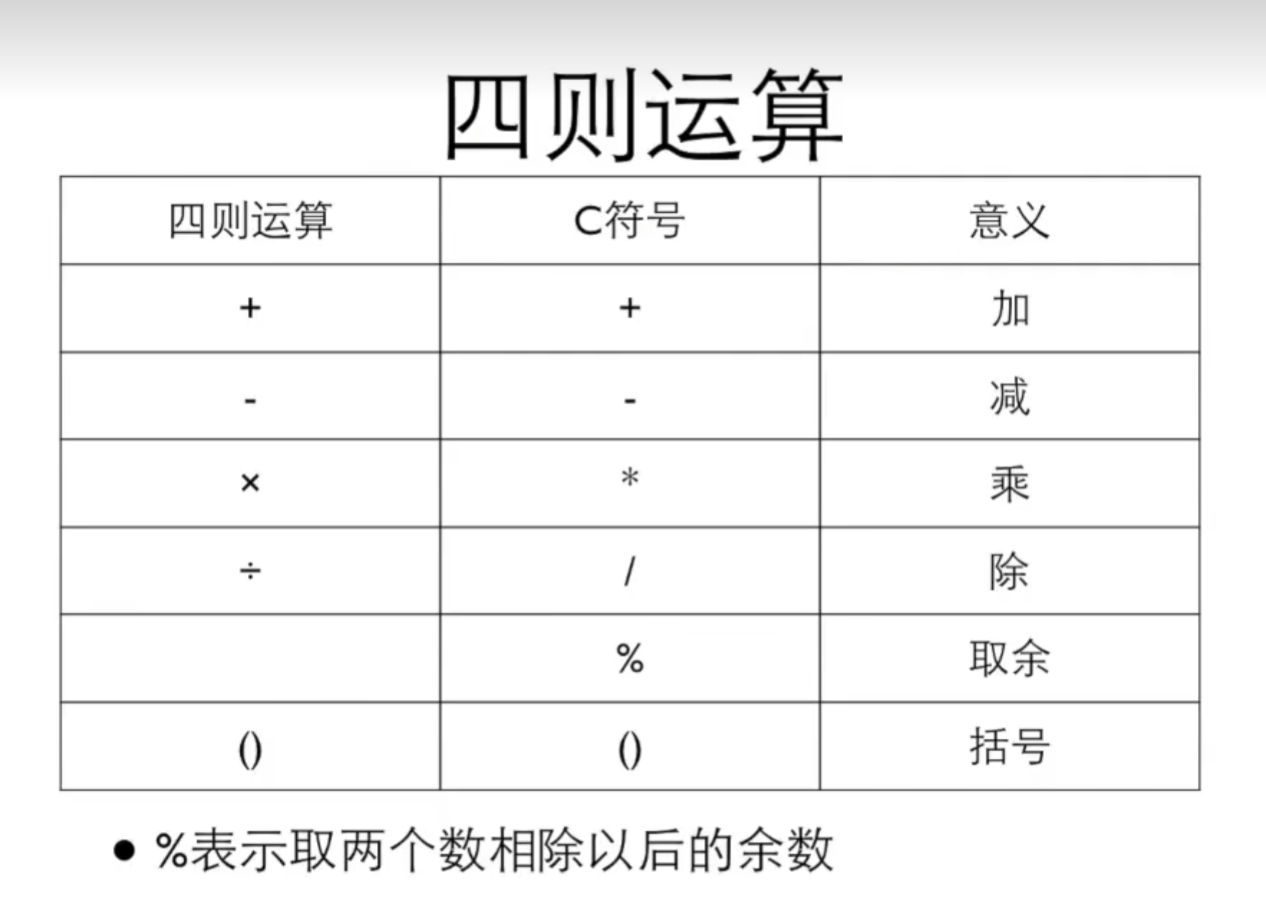 四则运算
四则运算 C符号 意义
+ + 加
- - 减
× * 乘
÷ / 除
% 取余
() () 括号
● %表示取两个数相除以后的余数